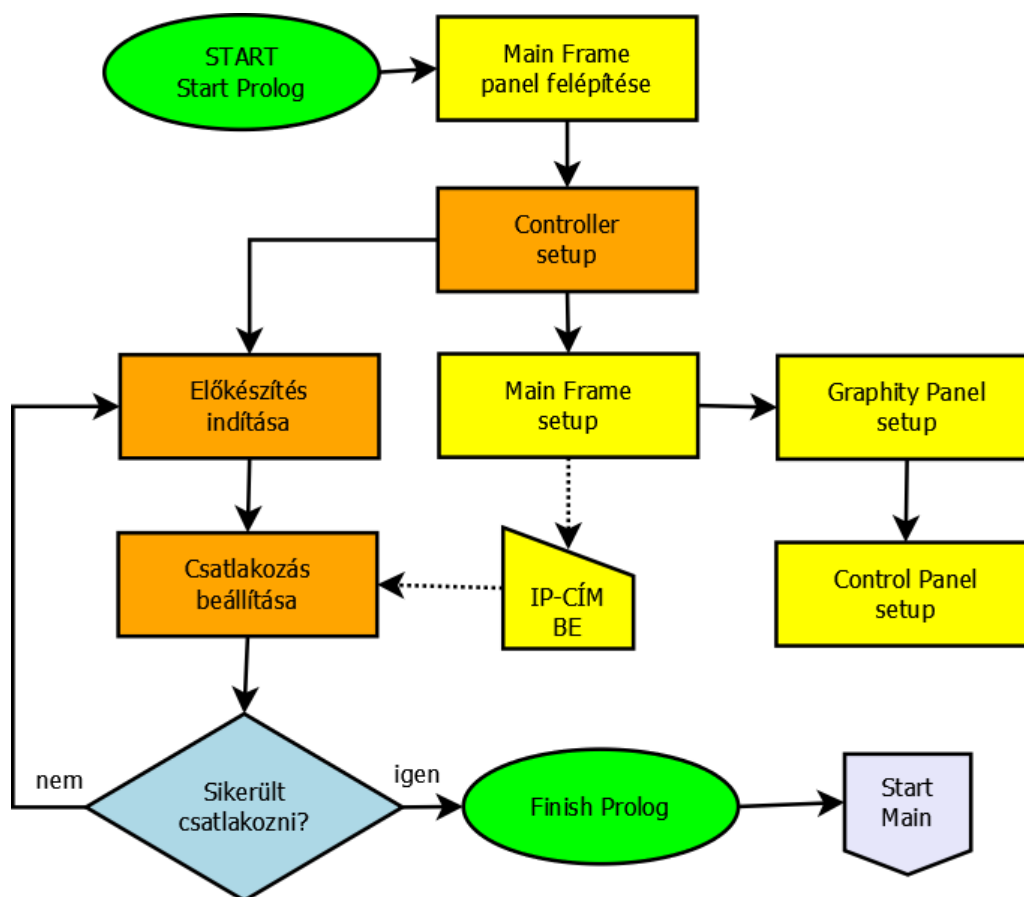 START
Start Prolog
Main Frame
panel felépítése
Controller
setup
Előkészítés
indítása
Main Frame
setup
Graphity Panel
setup
Csatlakozás
beállítása
IP-CÍM
BE
Control Panel
setup
nem
Sikerült
csatlakozni?
igen
Finish Prolog
Start
Main